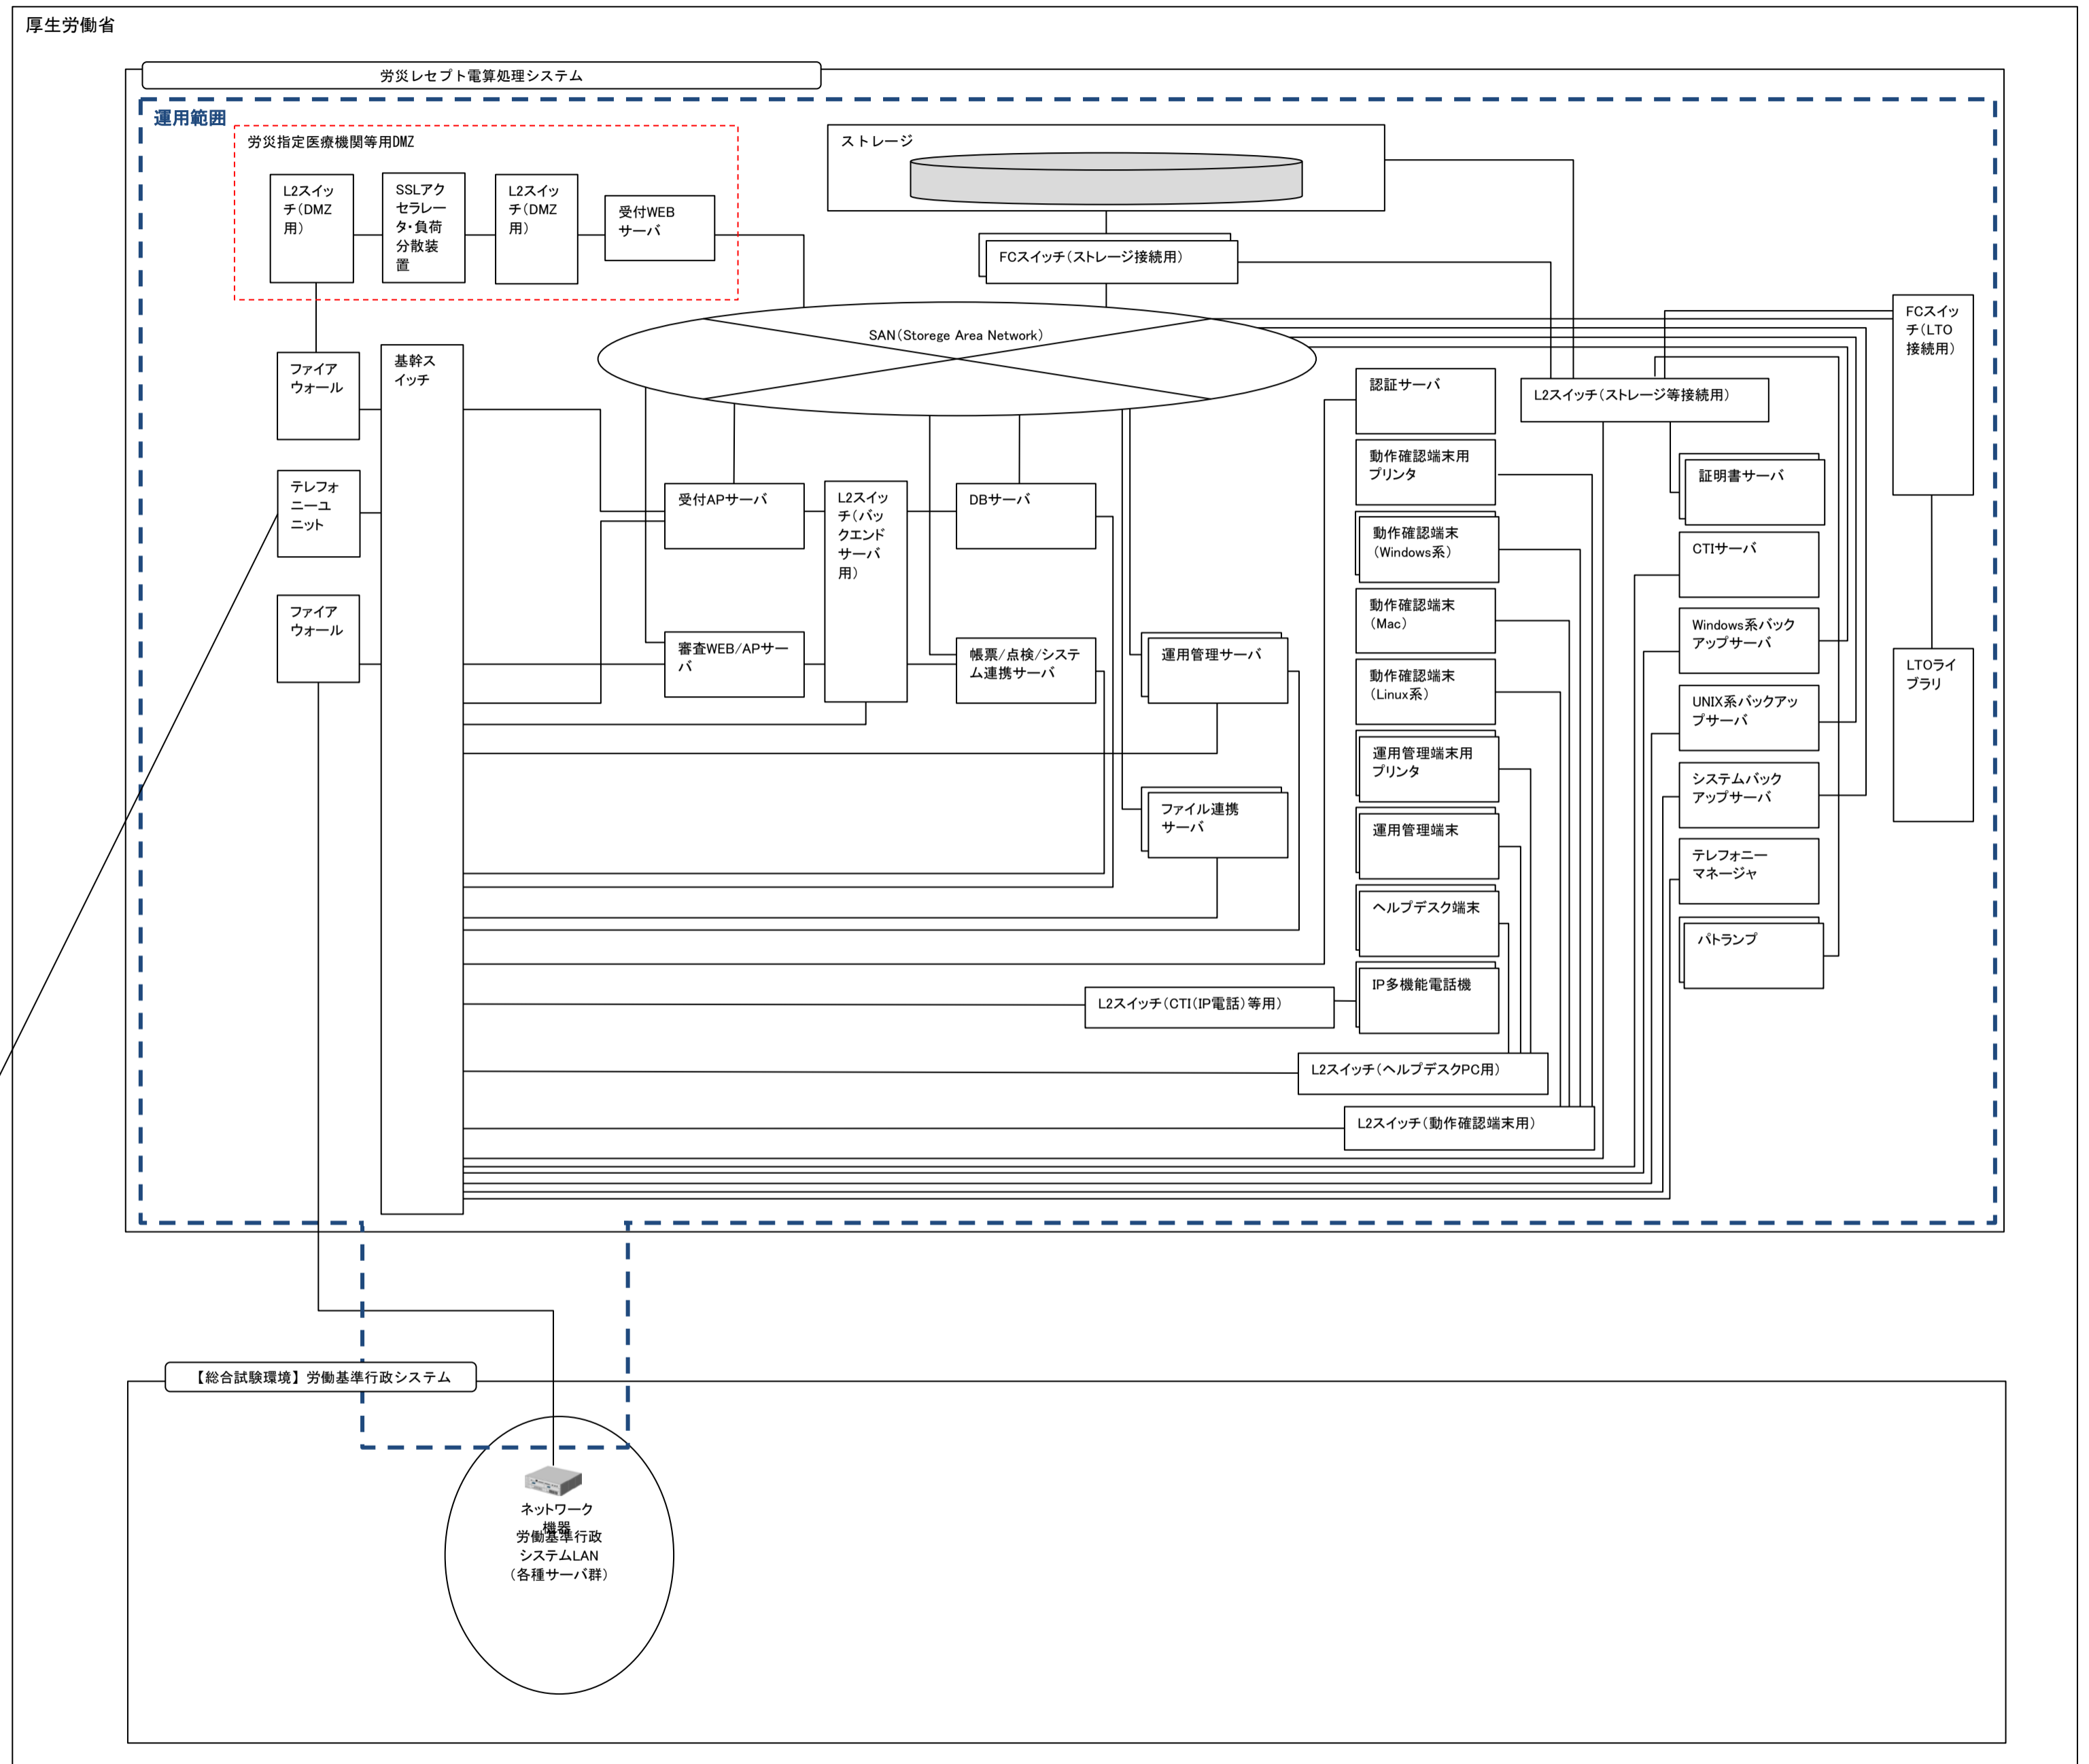 厚生労働省
労災レセプト電算処理システム
運用範囲
労災指定医療機関等用DMZ
L2スイッ
チ(DMZ
用)
SSLアク
セラレー
タ・負荷
分散装
置
L2スイッ
チ(DMZ
用)
受付WEB
サーバ
ストレージ
FCスイッチ(ストレージ接続用)
SAN(Storege Area Network)
FCスイッ
チ(LTO
接続用)
ファイア
ウォール
基幹ス
イッチ
認証サーバ
L2スイッチ(ストレージ等接続用)
動作確認端末用
プリンタ
証明書サーバ
テレフォ
ニーユ
ニット
受付APサーバ
L2スイッ
チ(バッ
クエンド
サーバ
用)
DBサーバ
動作確認端末
(Windows系)
CTIサーバ
ファイア
ウォール
動作確認端末
(Mac)
Windows系バック
アップサーバ
審査WEB/APサー
バ
帳票/点検/システ
ム連携サーバ
運用管理サーバ
動作確認端末
(Linux系)
LTOライ
ブラリ
UNIX系バックアッ
プサーバ
運用管理端末用
プリンタ
システムバック
アップサーバ
ファイル連携
サーバ
運用管理端末
テレフォニー
マネージャ
ヘルプデスク端末
パトランプ
IP多機能電話機
L2スイッチ(CTI(IP電話)等用)
L2スイッチ(ヘルプデスクPC用)
L2スイッチ(動作確認端末用)
【総合試験環境】労働基準行政システム
ネットワーク
機器
労働基準行政
システムLAN
(各種サーバ群)